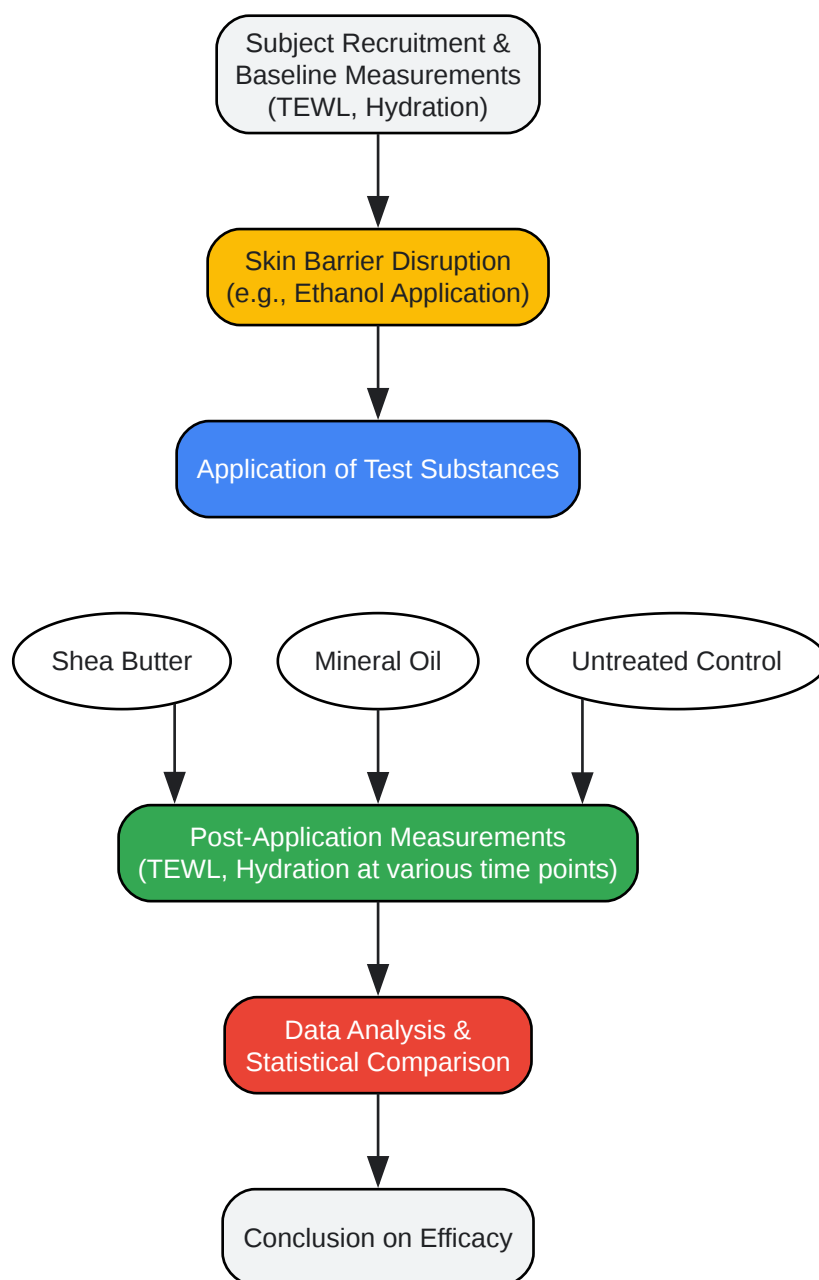 Subject Recruitment &
Baseline Measurements
(TEWL, Hydration)
Skin Barrier Disruption
(e.g., Ethanol Application)
Application of Test Substances
Shea Butter
Mineral Oil
Untreated Control
Post-Application Measurements
(TEWL, Hydration at various time points)
Data Analysis &
Statistical Comparison
Conclusion on Efficacy